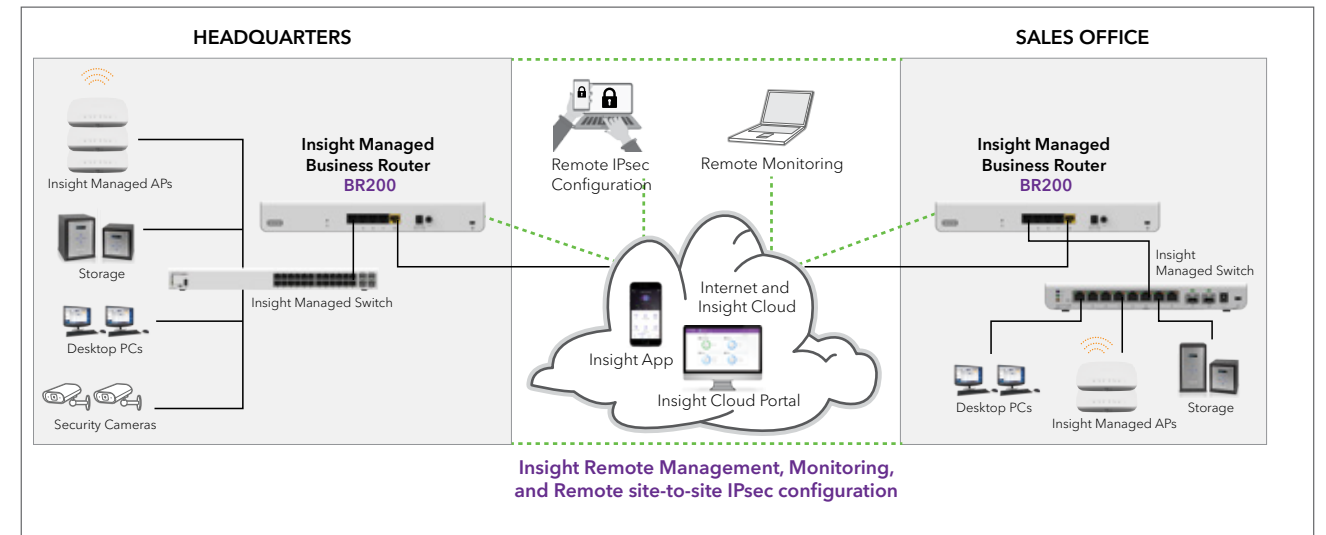 HEADQUARTERS
SALES OFFICE
Insight Managed APs
Storage
Desktop PCs
Security Cameras
Insight Managed
Business Router
BR200
Insight Managed Switch
Remote IPsec
Configuration
Remote Monitoring
Internet and
Insight Cloud
Insight App
Insight Cloud Portal
Insight Managed
Business Router
BR200
Insight
Managed Switch
Desktop PCs
Insight Managed APs
Storage
Insight Remote Management, Monitoring,
and Remote site-to-site IPsec configuration